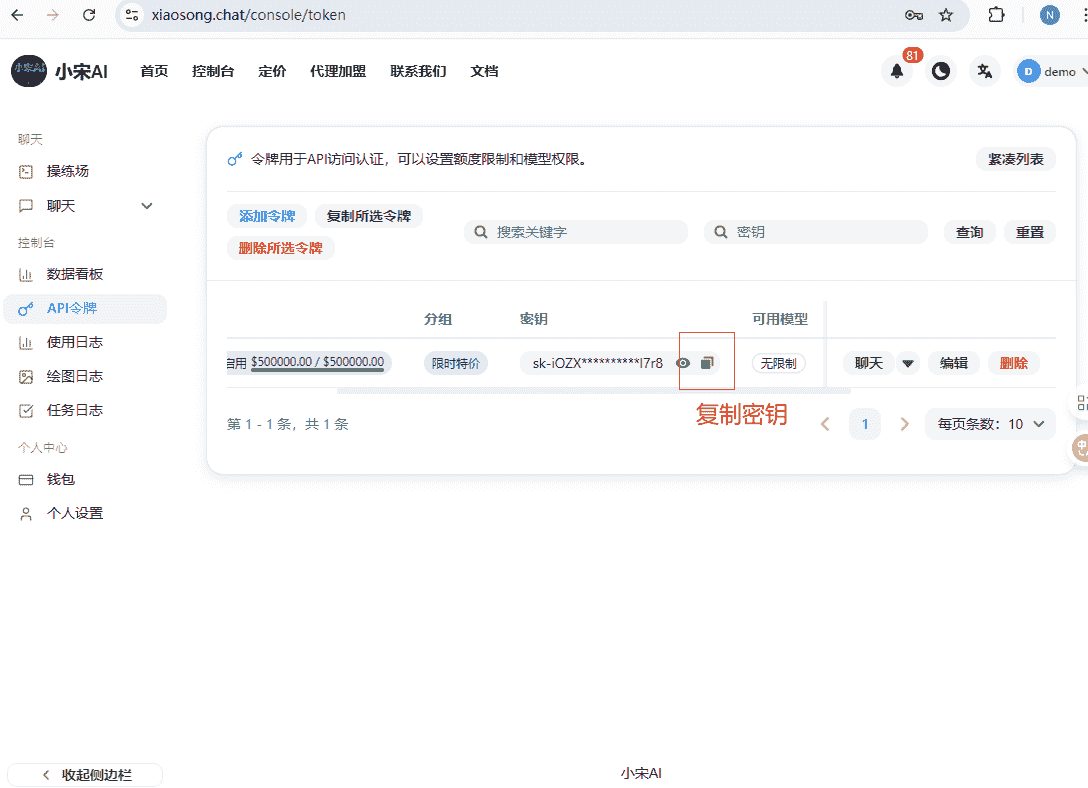 xiaosong.chat/console/token
N
小宋AI
小宋AI
首页
控制台
定价
代理加盟
联系我们
文档
81
D
demo
聊天
操练场
聊天
控制台
数据看板
API令牌
使用日志
绘图日志
任务日志
个人中心
钱包
个人设置
收起侧边栏
令牌用于API访问认证，可以设置额度限制和模型权限。
紧凑列表
添加令牌
复制所选令牌
删除所选令牌
搜索关键字
密钥
查询
重置
分组
密钥
可用模型
启用
$500000.00 / $500000.00
限时特价
sk-iOZX**********I7r8
无限制
聊天
编辑
删除
复制密钥
第 1 - 1 条，共 1 条
1
每页条数：10
小宋AI